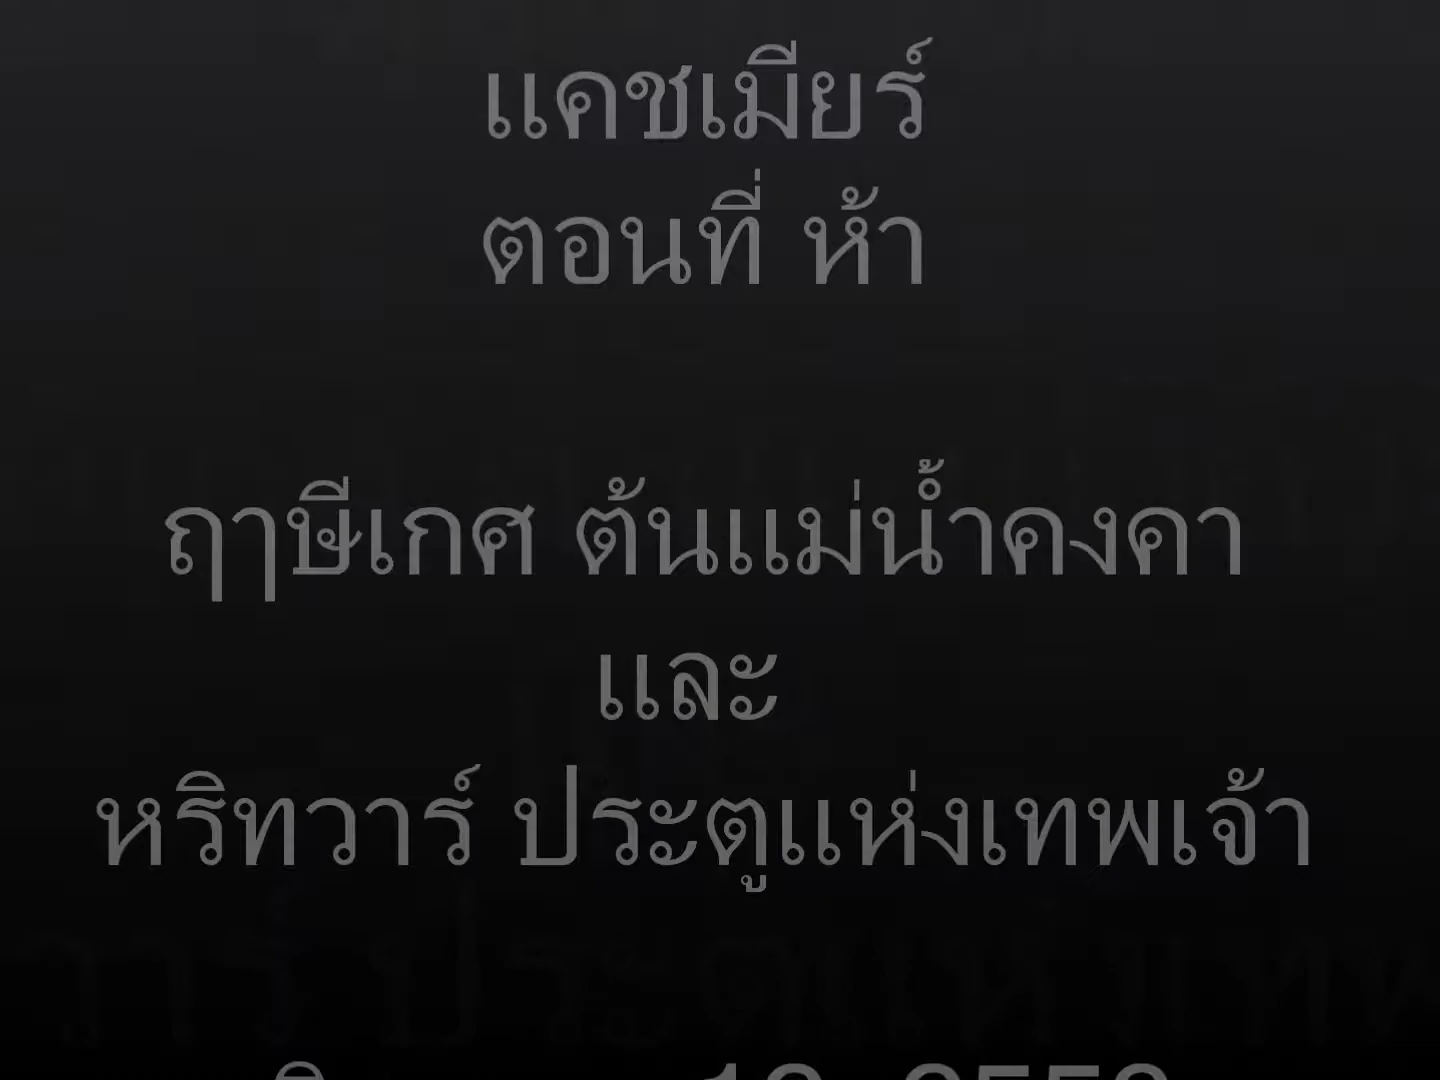 แคชเมียร์
ตอนที่ ห้า
ฤาษีเกศ ต้นแม่น้ำคงคา
และ
หริทวาร์ ประตูแห่งเทพเจ้า